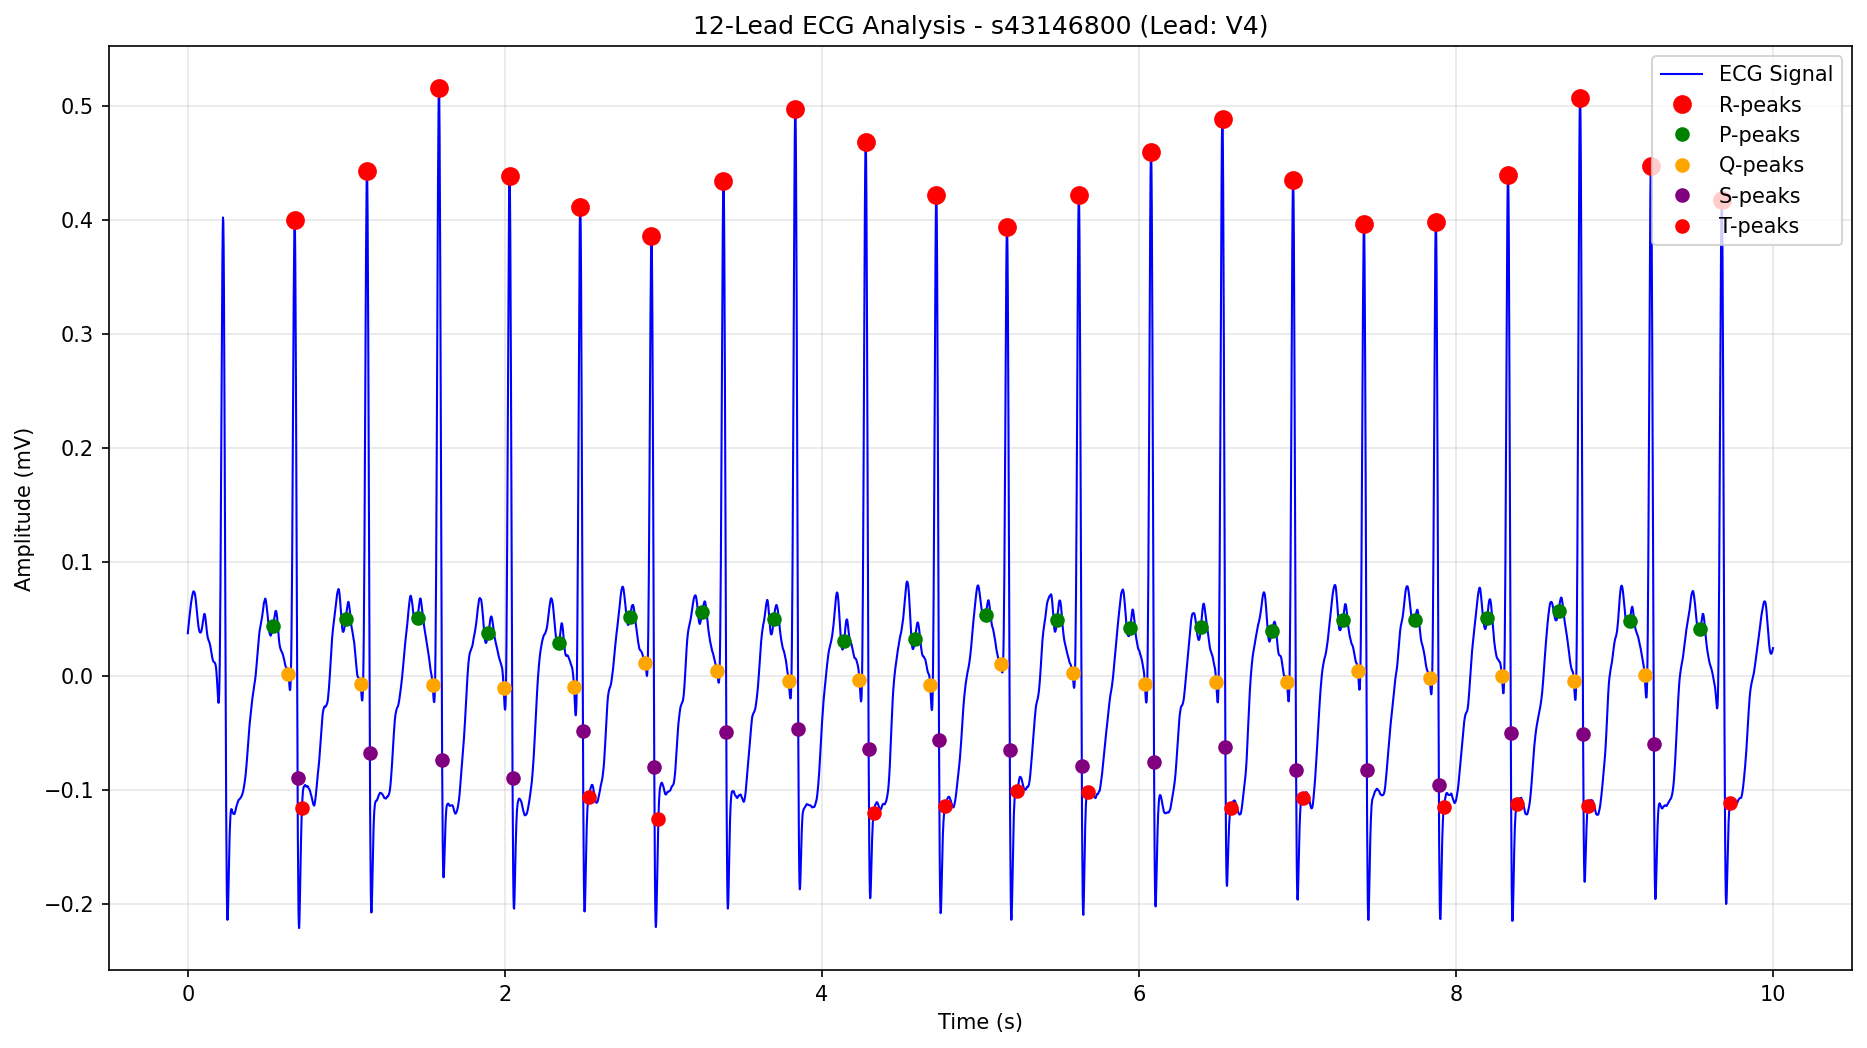 12-Lead ECG Analysis - s43146800 (Lead: V4)
ECG Signal
R-peaks
P-peaks
Q-peaks
S-peaks
T-peaks
Amplitude (mV)
0.5
0.4
0.3
0.2
0.1
0.0
−0.1
−0.2
0
2
4
6
8
10
Time (s)